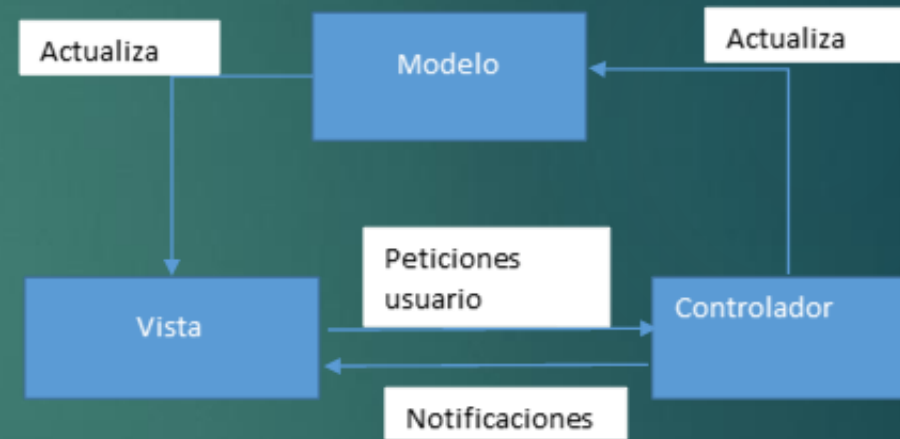 Actualiza
Modelo
Actualiza
Peticiones
usuario
Vista
Controlador
Notificaciones